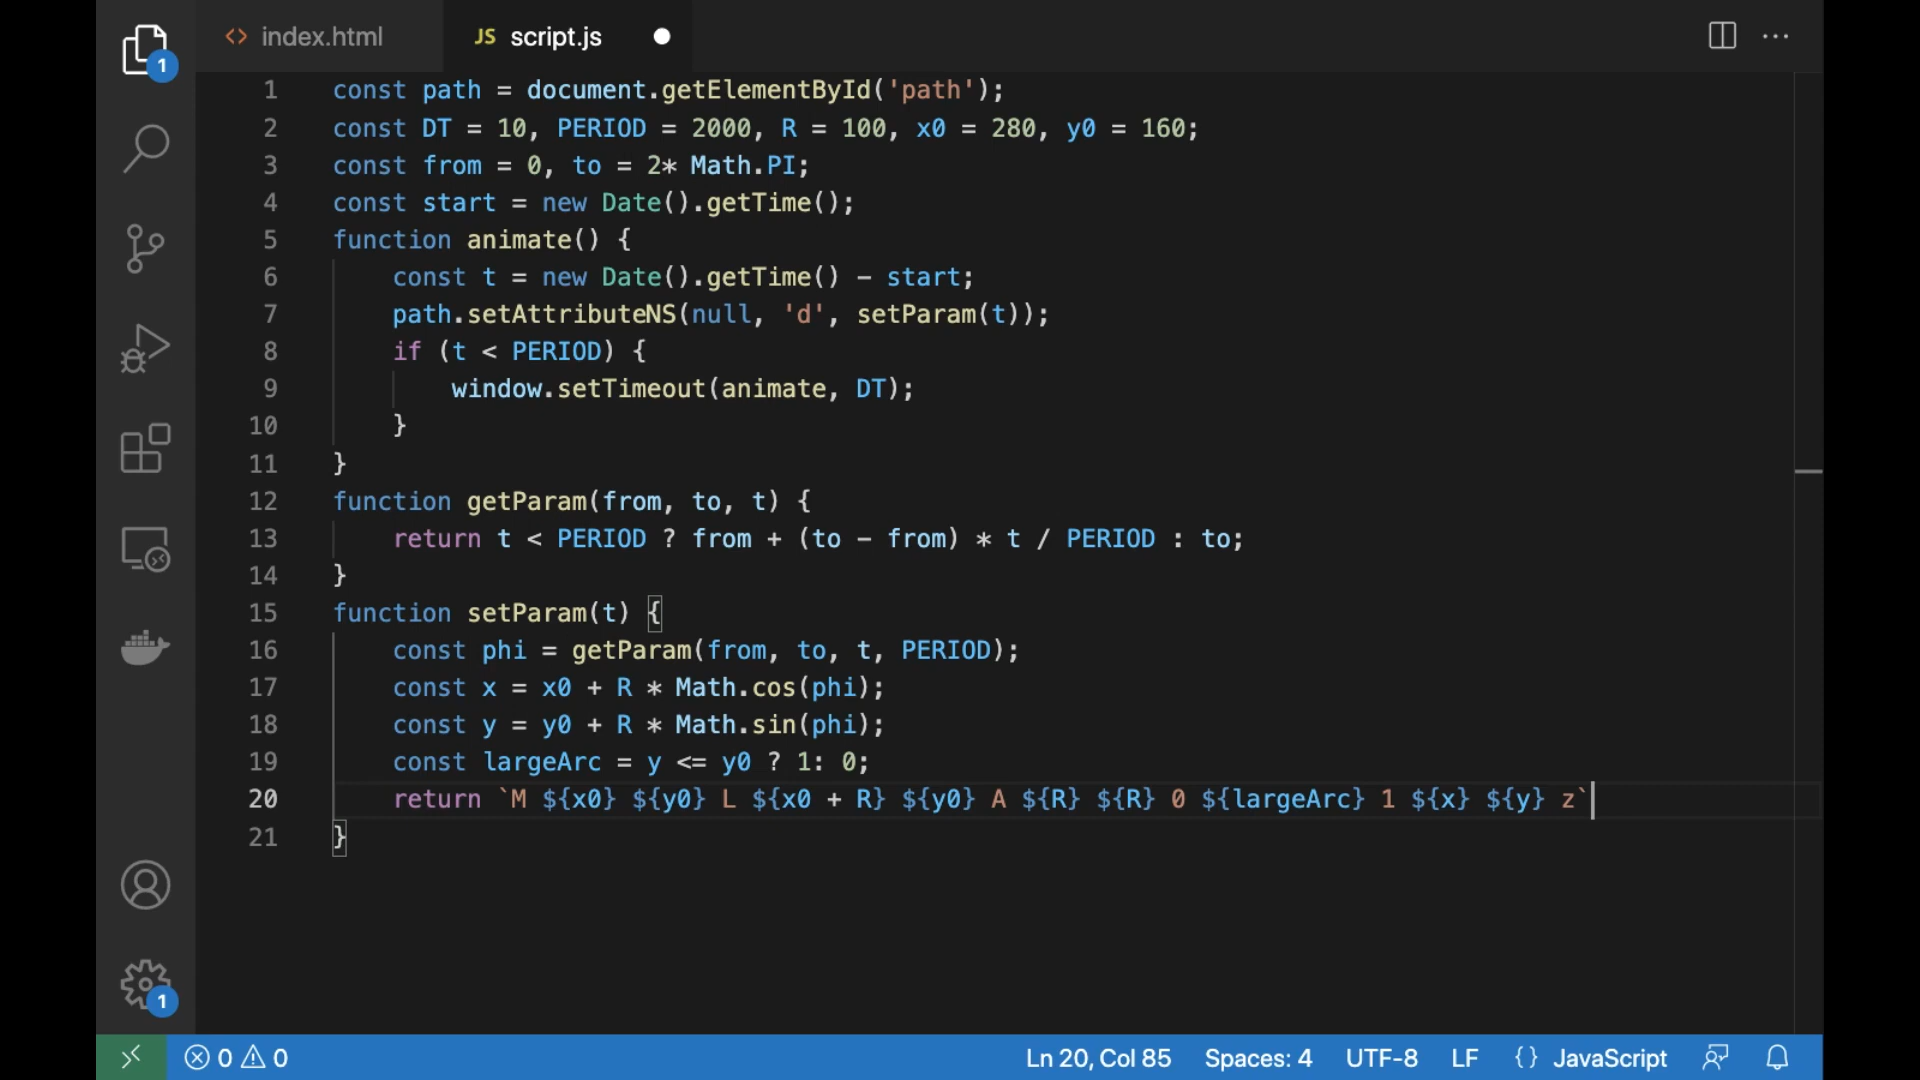 1
<> index.html
JS script.js
1 const path = document.getElementById('path');
2 const DT = 10, PERIOD = 2000, R = 100, x0 = 280, y0 = 160;
3 const from = 0, to = 2* Math.PI;
4 const start = new Date().getTime();
5 function animate() {
6     const t = new Date().getTime() - start;
7     path.setAttributeNS(null, 'd', setParam(t));
8     if (t < PERIOD) {
9         window.setTimeout(animate, DT);
10     }
11 }
12 function getParam(from, to, t) {
13     return t < PERIOD ? from + (to - from) * t / PERIOD : to;
14 }
15 function setParam(t) {
16     const phi = getParam(from, to, t, PERIOD);
17     const x = x0 + R * Math.cos(phi);
18     const y = y0 + R * Math.sin(phi);
19     const largeArc = y <= y0 ? 1: 0;
20     return `M ${x0} ${y0} L ${x0 + R} ${y0} A ${R} ${R} 0 ${largeArc} 1 ${x} ${y} z`
21 }
1
0 0 Ln 20, Col 85 Spaces: 4 UTF-8 LF {} JavaScript